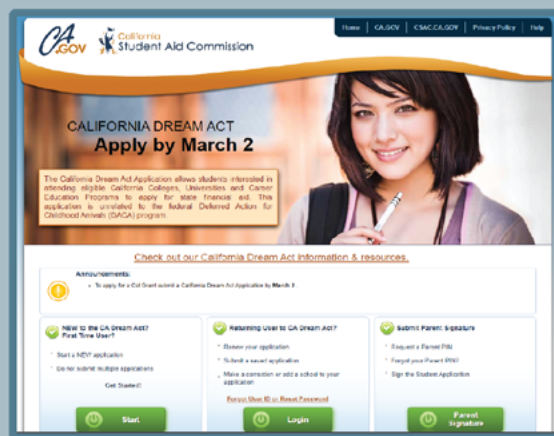 Home | CA.GOV | CSAC.CA.GOV | Privacy Policy | Help
CA.GOV
California
Student Aid Commission
CALIFORNIA DREAM ACT
Apply by March 2
The California Dream Act Application allows students interested in
attending eligible California Colleges, Universities and Career
Education Programs to apply for state financial aid. This
application is unrelated to the federal Deferred Action for
Childhood Arrivals (DACA) program.
Check out our California Dream Act information & resources.
Announcements:
To apply for a Cal Grant submit a California Dream Act Application by March 2.
NEW to the CA Dream Act?
First Time User?
Start a NEW application
Do not submit multiple applications
Get Started!
Start
Returning User to CA Dream Act?
Renew your application
Submit a saved application
Make a correction or add a school to your
application
Forgot User ID or Reset Password
Login
Submit Parent Signature
Request a Parent PIN
Forgot your Parent PIN?
Sign the Student Application
Parent
Signature